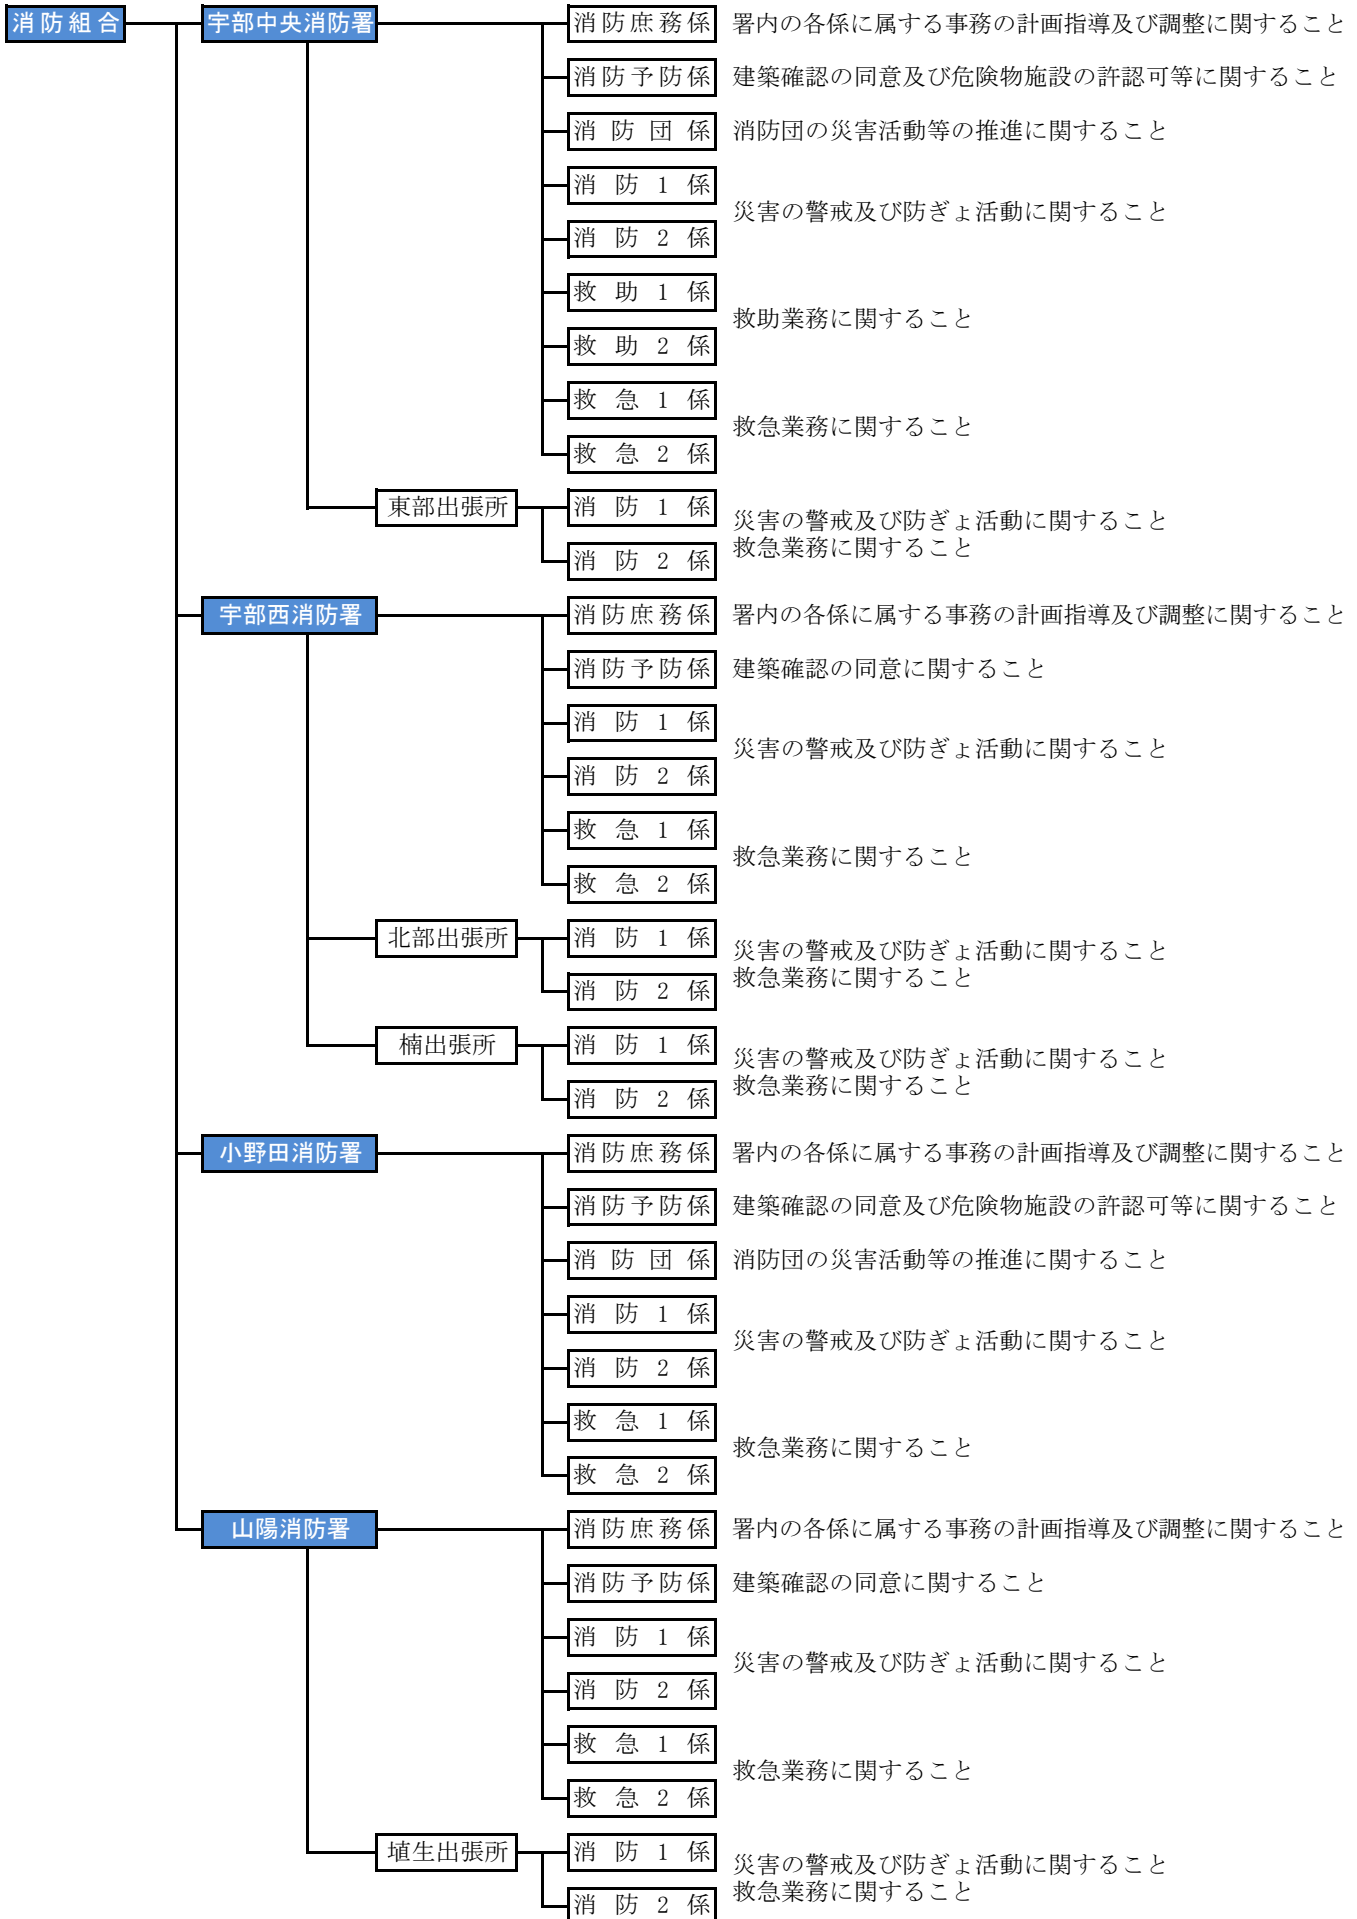 消防組合
宇部中央消防署
消防庶務係 署内の各係に属する事務の計画指導及び調整に関すること
消防予防係 建築確認の同意及び危険物施設の許認可等に関すること
消防団係 消防団の災害活動等の推進に関すること
消防1係
災害の警戒及び防ぎょ活動に関すること
消防2係
救助1係
救助業務に関すること
救助2係
救急1係
救急業務に関すること
救急2係
東部出張所
消防1係
災害の警戒及び防ぎょ活動に関すること
救急業務に関すること
消防2係
宇部西消防署
消防庶務係 署内の各係に属する事務の計画指導及び調整に関すること
消防予防係 建築確認の同意に関すること
消防1係
災害の警戒及び防ぎょ活動に関すること
消防2係
救急1係
救急業務に関すること
救急2係
北部出張所
消防1係
災害の警戒及び防ぎょ活動に関すること
救急業務に関すること
消防2係
楠出張所
消防1係
災害の警戒及び防ぎょ活動に関すること
救急業務に関すること
消防2係
小野田消防署
消防庶務係 署内の各係に属する事務の計画指導及び調整に関すること
消防予防係 建築確認の同意及び危険物施設の許認可等に関すること
消防団係 消防団の災害活動等の推進に関すること
消防1係
災害の警戒及び防ぎょ活動に関すること
消防2係
救急1係
救急業務に関すること
救急2係
山陽消防署
消防庶務係 署内の各係に属する事務の計画指導及び調整に関すること
消防予防係 建築確認の同意に関すること
消防1係
災害の警戒及び防ぎょ活動に関すること
消防2係
救急1係
救急業務に関すること
救急2係
埴生出張所
消防1係
災害の警戒及び防ぎょ活動に関すること
救急業務に関すること
消防2係